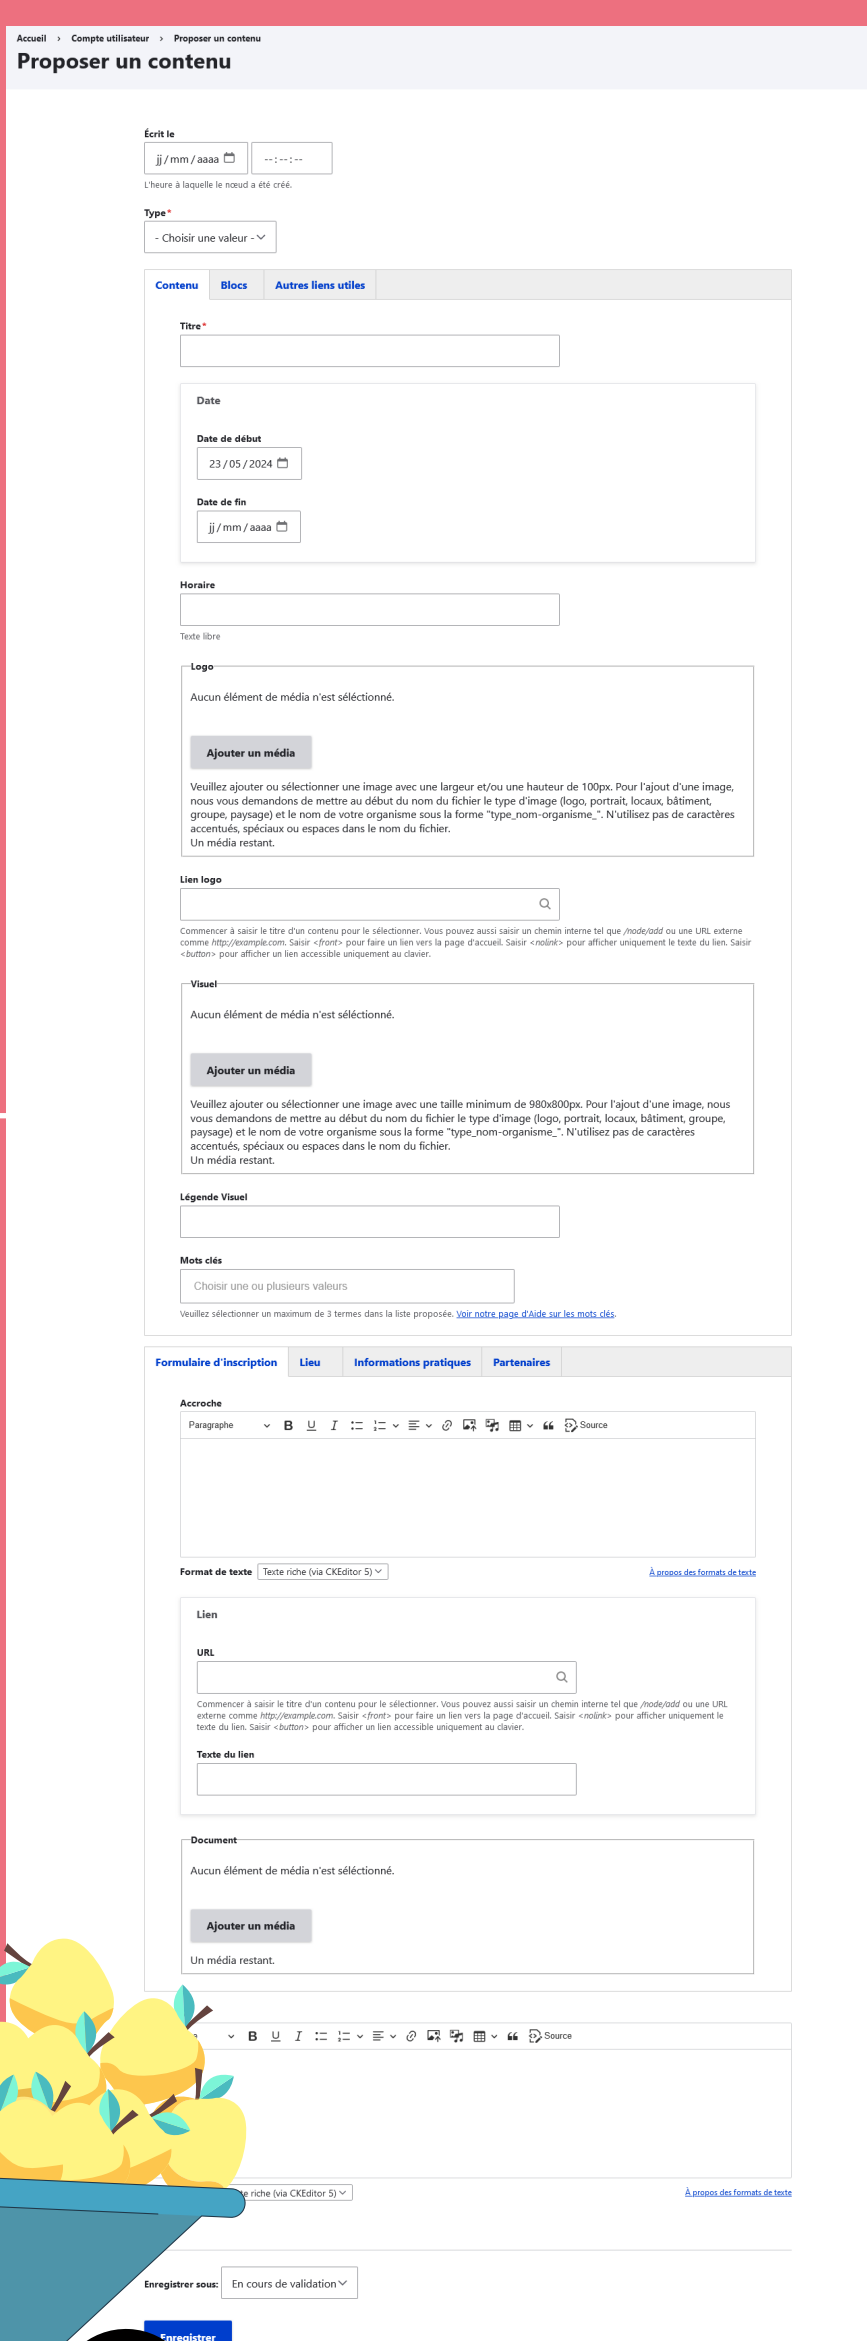 Accueil > Compte utilisateur > Proposer un contenu
Proposer un contenu
Écrit le
jj / mm / aaaa -- : -- : --
L'heure à laquelle le nœud a été créé.
Type*
- Choisir une valeur -
Contenu Blocs Autres liens utiles
Titre*
Date
Date de début
23 / 05 / 2024
Date de fin
jj / mm / aaaa
Horaire
Texte libre
Logo
Aucun élément de média n'est séléctionné.
Ajouter un média
Veuillez ajouter ou sélectionner une image avec une largeur et/ou une hauteur de 100px. Pour l'ajout d'une image,
nous vous demandons de mettre au début du nom du fichier le type d'image (logo, portrait, locaux, bâtiment,
groupe, paysage) et le nom de votre organisme sous la forme "type_nom-organisme_". N'utilisez pas de caractères
accentués, spéciaux ou espaces dans le nom du fichier.
Un média restant.
Lien logo
Commencer à saisir le titre d'un contenu pour le sélectionner. Vous pouvez aussi saisir un chemin interne tel que /node/add ou une URL externe
comme http://example.com. Saisir <front> pour faire un lien vers la page d'accueil. Saisir <nolink> pour afficher uniquement le texte du lien. Saisir
<button> pour afficher un lien accessible uniquement au clavier.
Visuel
Aucun élément de média n'est séléctionné.
Ajouter un média
Veuillez ajouter ou sélectionner une image avec une taille minimum de 980x800px. Pour l'ajout d'une image, nous
vous demandons de mettre au début du nom du fichier le type d'image (logo, portrait, locaux, bâtiment, groupe,
paysage) et le nom de votre organisme sous la forme "type_nom-organisme_". N'utilisez pas de caractères
accentués, spéciaux ou espaces dans le nom du fichier.
Un média restant.
Légende Visuel
Mots clés
Choisir une ou plusieurs valeurs
Veuillez sélectionner un maximum de 3 termes dans la liste proposée. Voir notre page d'Aide sur les mots clés.
Formulaire d'inscription Lieu Informations pratiques Partenaires
Accroche
Paragraphe B U I Source
Format de texte Texte riche (via CKEditor 5) À propos des formats de texte
Lien
URL
Commencer à saisir le titre d'un contenu pour le sélectionner. Vous pouvez aussi saisir un chemin interne tel que /node/add ou une URL
externe comme http://example.com. Saisir <front> pour faire un lien vers la page d'accueil. Saisir <nolink> pour afficher uniquement le
texte du lien. Saisir <button> pour afficher un lien accessible uniquement au clavier.
Texte du lien
Document
Aucun élément de média n'est séléctionné.
Ajouter un média
Un média restant.
B U I Source
riche (via CKEditor 5) À propos des formats de texte
Enregistrer sous: En cours de validation
Enregistrer